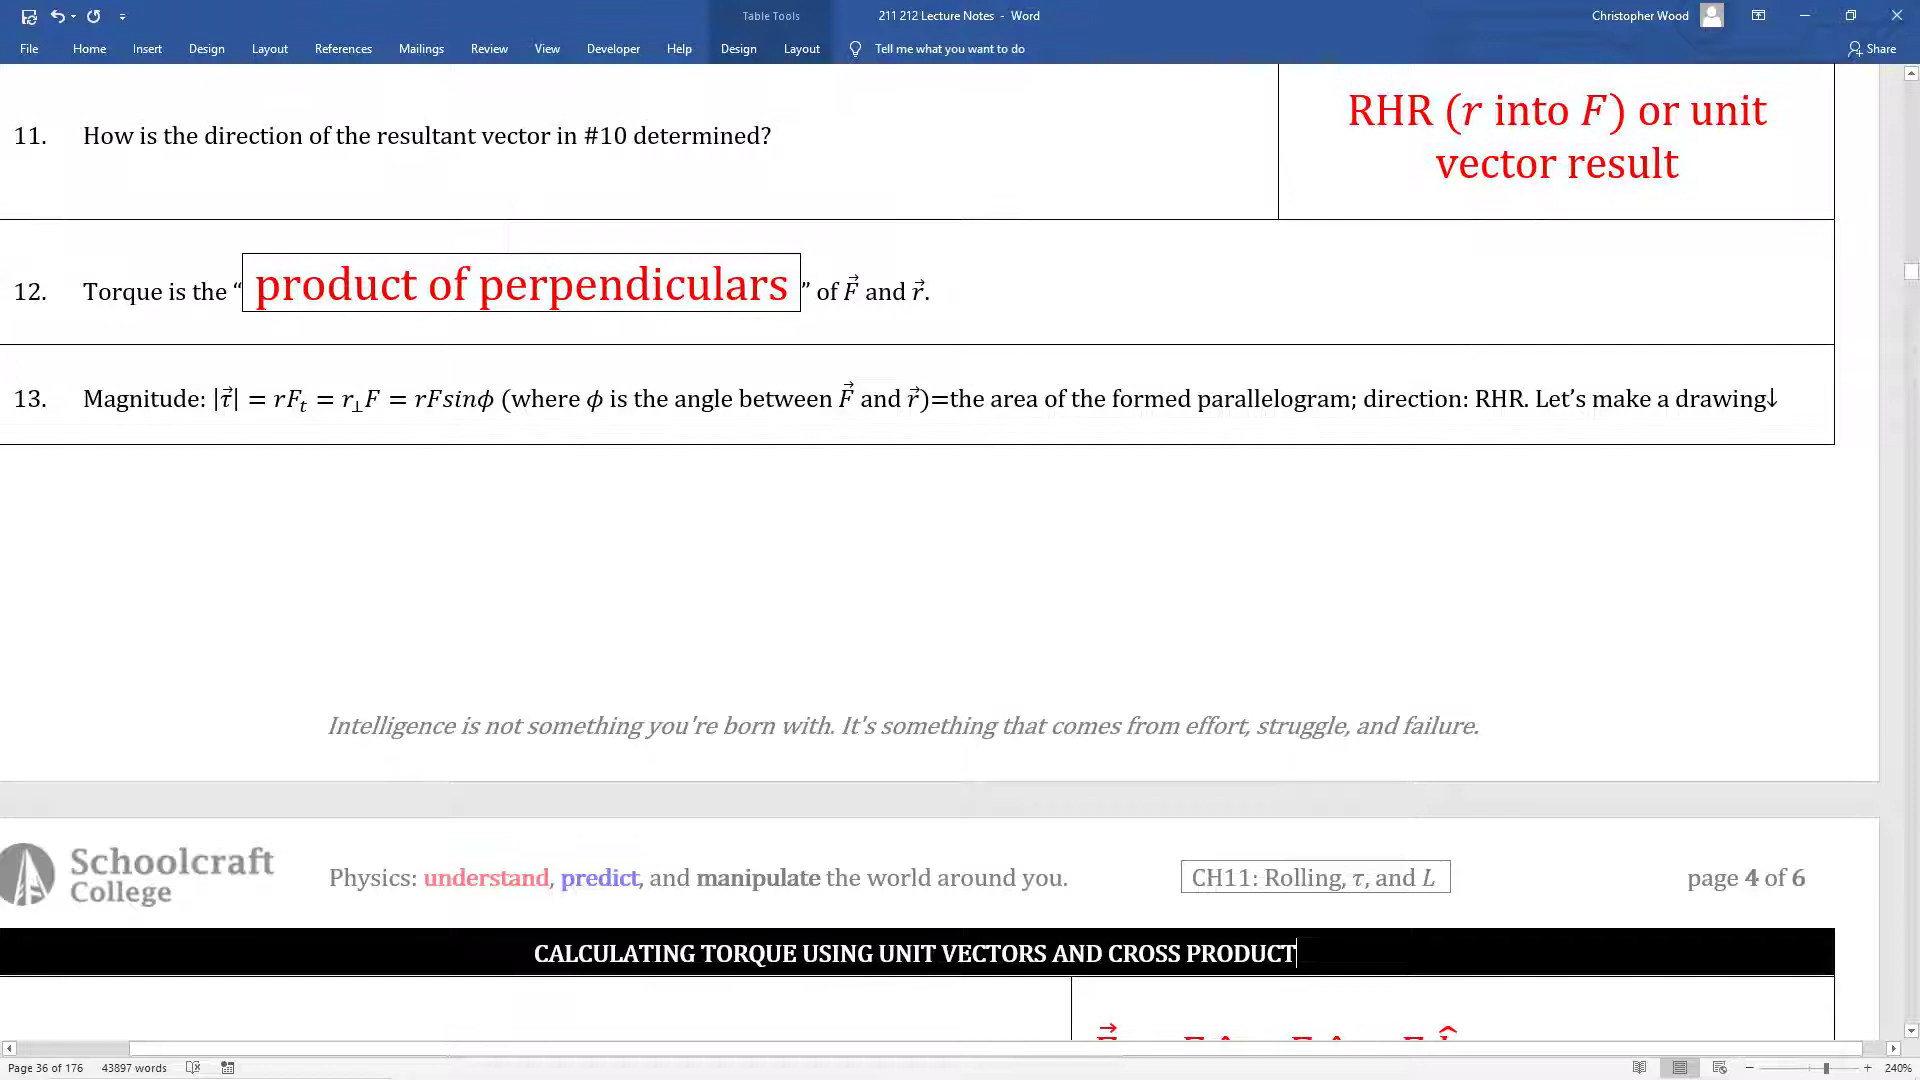 Table Tools
211 212 Lecture Notes - Word
Christopher Wood
File Home Insert Design Layout References Mailings Review View Developer Help Design Layout Tell me what you want to do Share
RHR (r into F) or unit
vector result
11. How is the direction of the resultant vector in #10 determined?
12. Torque is the “product of perpendiculars” of F⃗ and r⃗.
13. Magnitude: |τ⃗| = rFₜ = r⊥F = rFsinϕ (where ϕ is the angle between F⃗ and r⃗)=the area of the formed parallelogram; direction: RHR. Let’s make a drawing↓
Intelligence is not something you're born with. It's something that comes from effort, struggle, and failure.
Schoolcraft
College
Physics: understand, predict, and manipulate the world around you.
CH11: Rolling, τ, and L
page 4 of 6
CALCULATING TORQUE USING UNIT VECTORS AND CROSS PRODUCT
Page 36 of 176 43897 words 240%